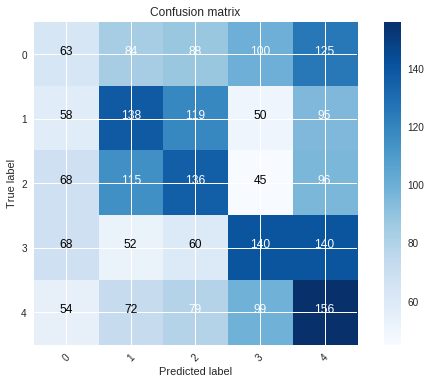 Confusion matrix
0 63 84 88 100 125
1 58 138 119 50 95
2 68 115 136 45 96
3 68 52 60 140 140
4 54 72 79 99 156
0 1 2 3 4
True label
Predicted label
140
120
100
80
60